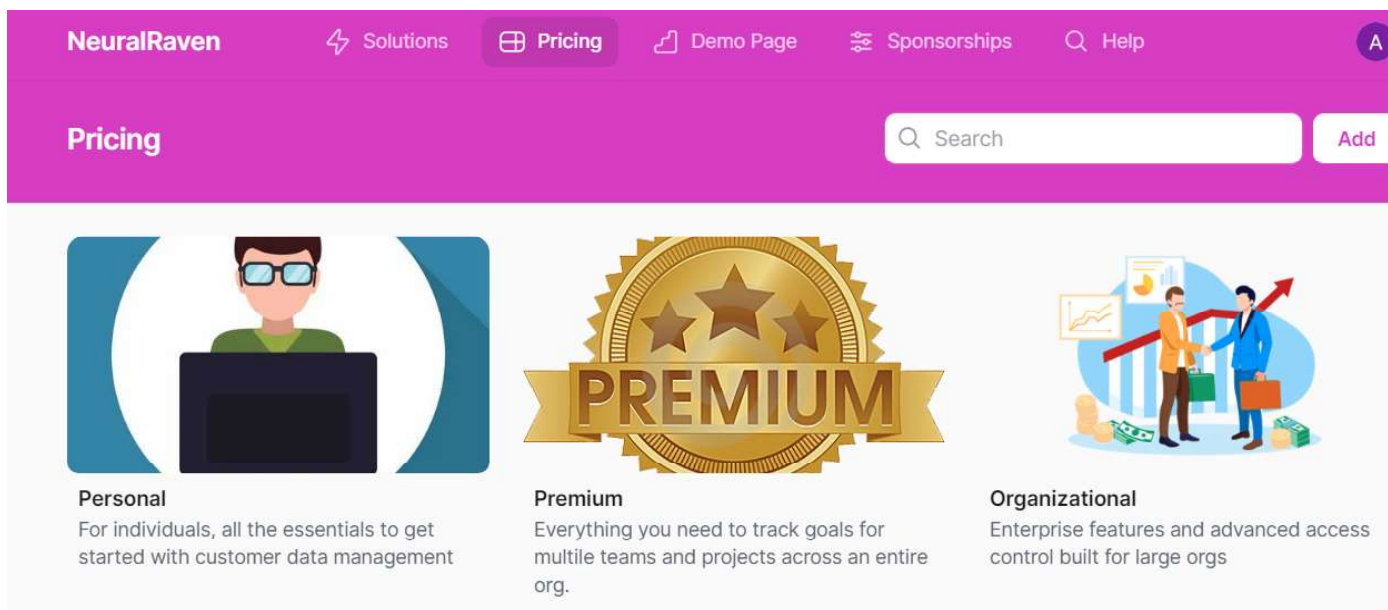 NeuralRaven Solutions Pricing Demo Page Sponsorships Help A
Pricing Search Add
PREMIUM
Personal
For individuals, all the essentials to get
started with customer data management
Premium
Everything you need to track goals for
multile teams and projects across an entire
org.
Organizational
Enterprise features and advanced access
control built for large orgs